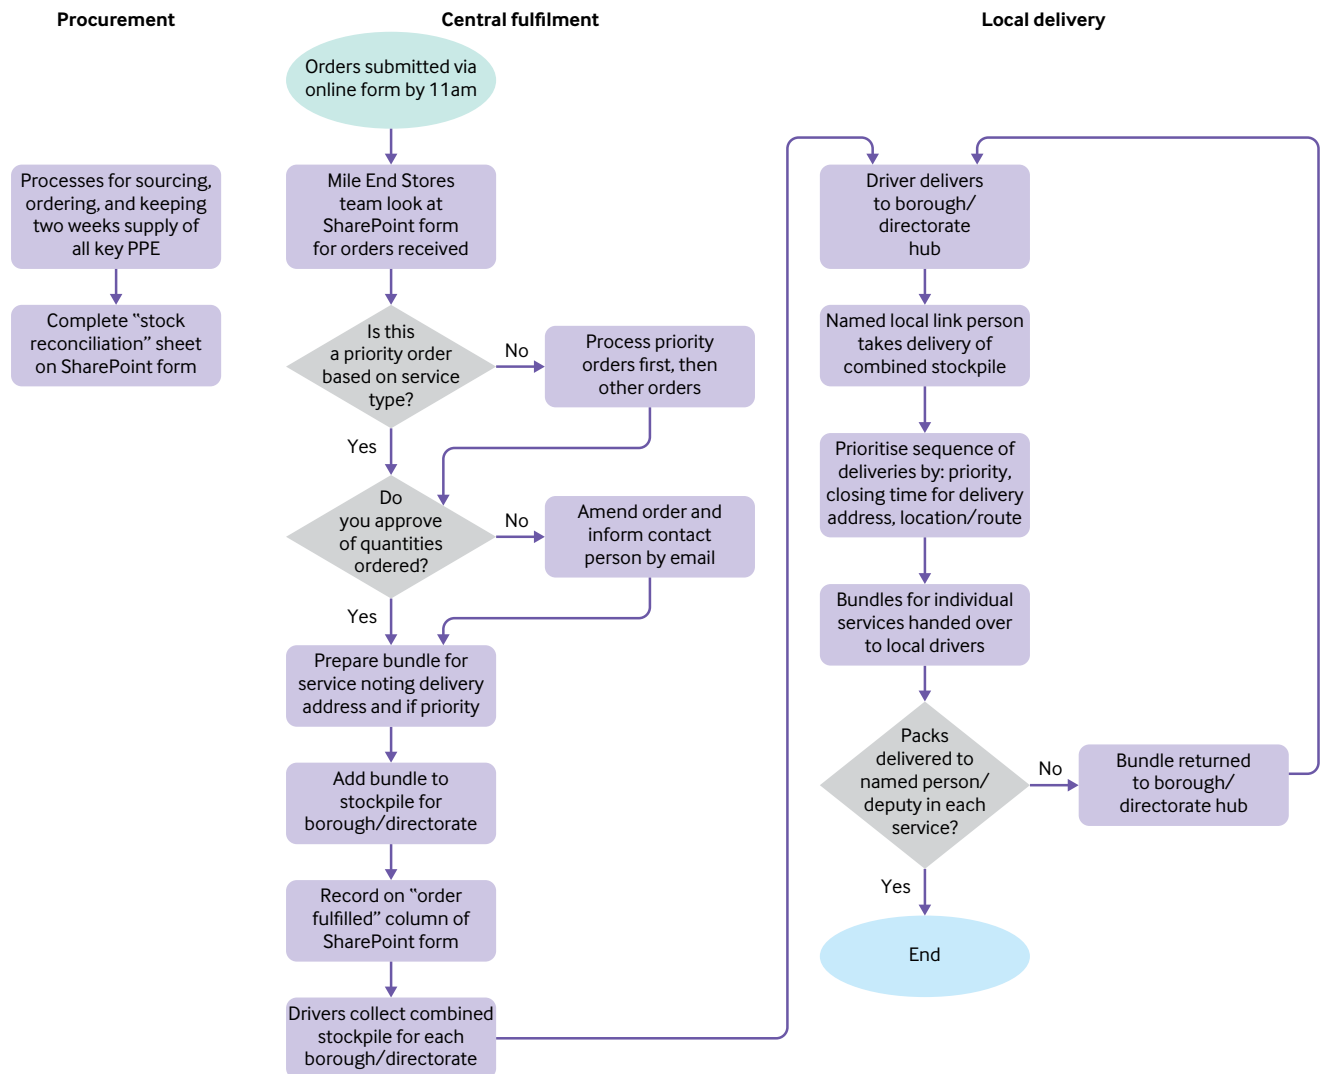 Procurement
Processes for sourcing,
ordering, and keeping
two weeks supply of
all key PPE
Complete “stock
reconciliation” sheet
on SharePoint form
Central fulfilment
Orders submitted via
online form by 11am
Mile End Stores
team look at
SharePoint form
for orders received
Is this
a priority order
based on service
type?
No
Process priority
orders first, then
other orders
Yes
Do
you approve
of quantities
ordered?
No
Amend order and
inform contact
person by email
Yes
Prepare bundle for
service noting delivery
address and if priority
Add bundle to
stockpile for
borough/directorate
Record on “order
fulfilled” column of
SharePoint form
Drivers collect combined
stockpile for each
borough/directorate
Local delivery
Driver delivers
to borough/
directorate
hub
Named local link person
takes delivery of
combined stockpile
Prioritise sequence of
deliveries by: priority,
closing time for delivery
address, location/route
Bundles for individual
services handed over
to local drivers
Packs
delivered to
named person/
deputy in each
service?
No
Bundle returned
to borough/
directorate hub
Yes
End